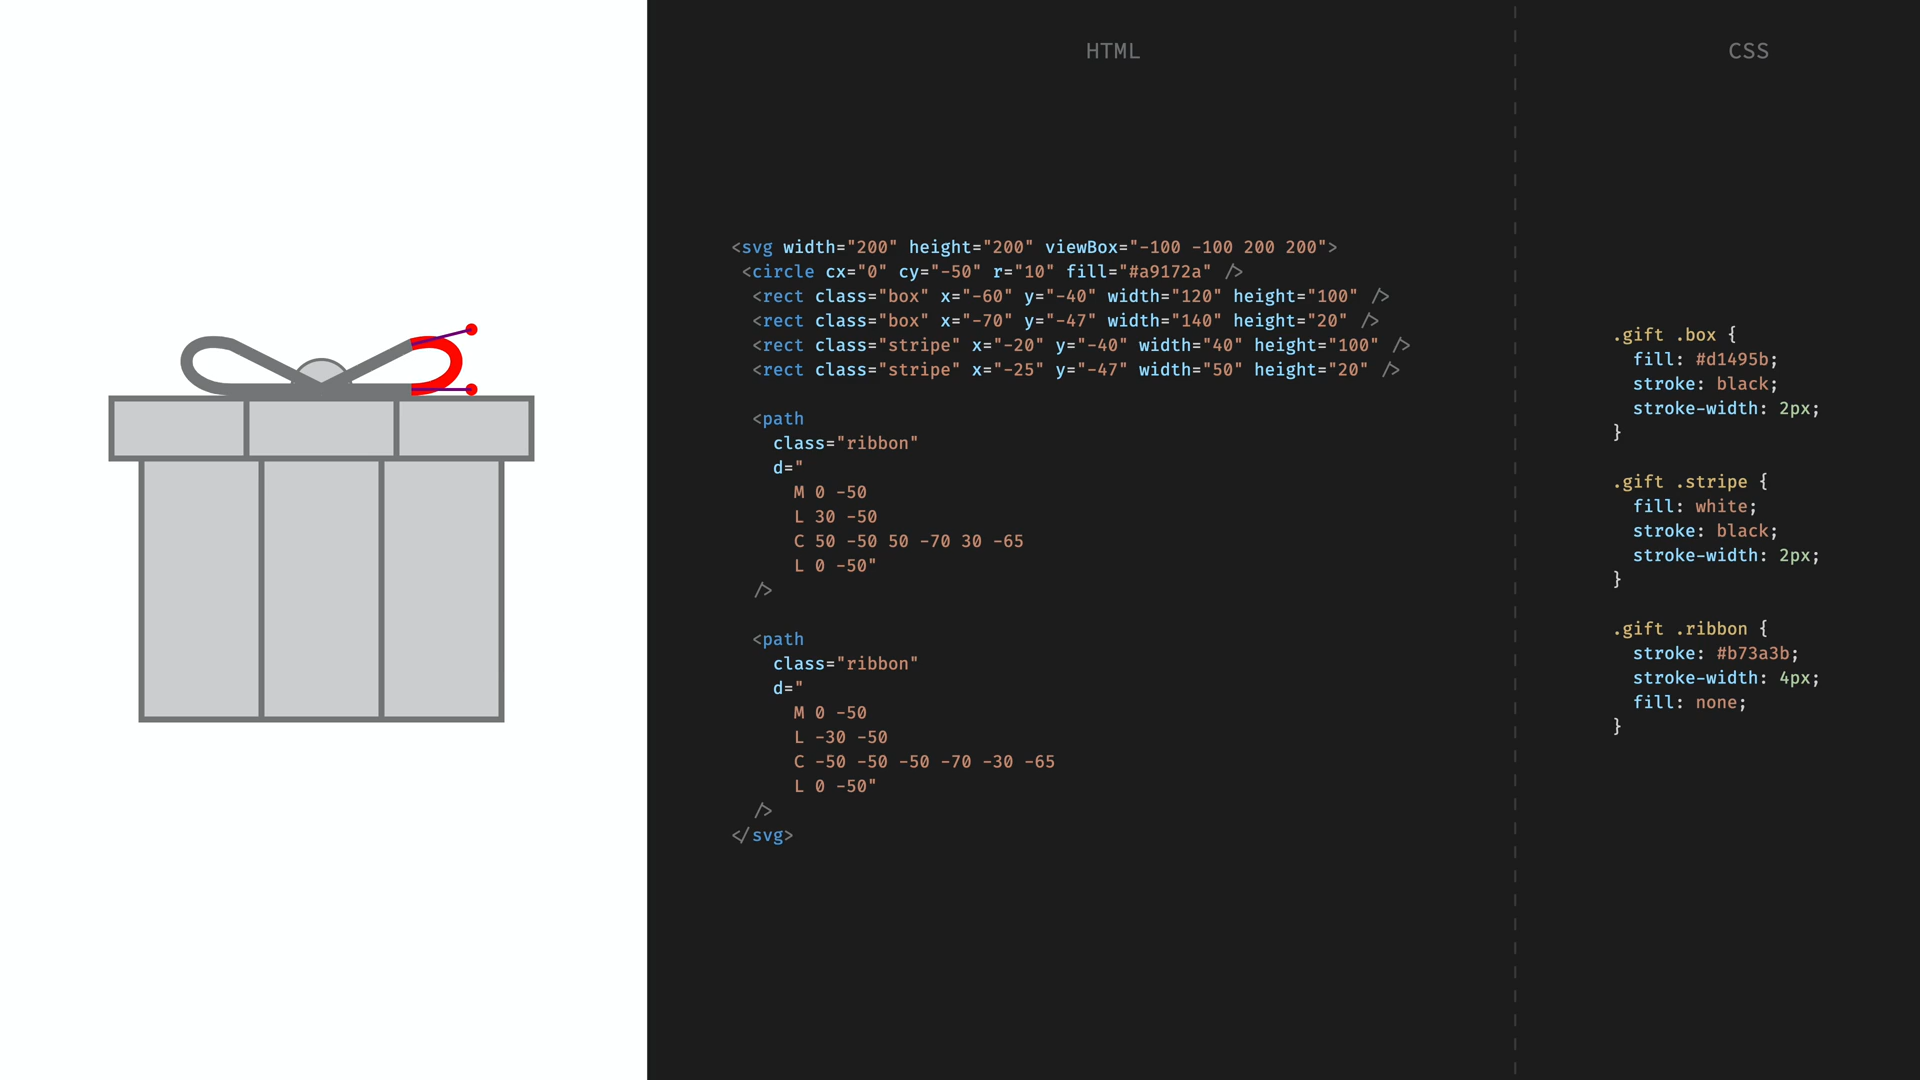 HTML
<svg width="200" height="200" viewBox="-100 -100 200 200">
<circle cx="0" cy="-50" r="10" fill="#a9172a" />
<rect class="box" x="-60" y="-40" width="120" height="100" />
<rect class="box" x="-70" y="-47" width="140" height="20" />
<rect class="stripe" x="-20" y="-40" width="40" height="100" />
<rect class="stripe" x="-25" y="-47" width="50" height="20" />
<path
class="ribbon"
d="
M 0 -50
L 30 -50
C 50 -50 50 -70 30 -65
L 0 -50"
/>
<path
class="ribbon"
d="
M 0 -50
L -30 -50
C -50 -50 -50 -70 -30 -65
L 0 -50"
/>
</svg>
CSS
.gift .box {
fill: #d1495b;
stroke: black;
stroke-width: 2px;
}
.gift .stripe {
fill: white;
stroke: black;
stroke-width: 2px;
}
.gift .ribbon {
stroke: #b73a3b;
stroke-width: 4px;
fill: none;
}